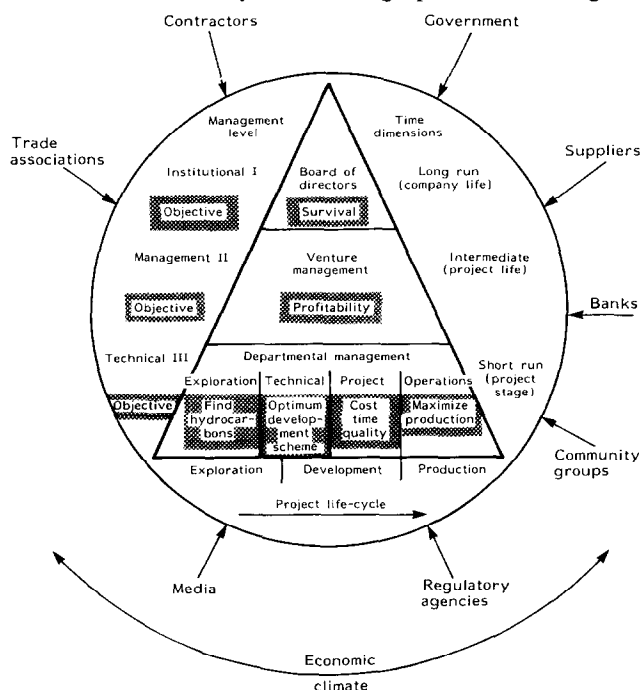 Contractors
Government
Management
level
Time
dimensions
Trade
associations
Suppliers
Institutional I
Board of
directors
Long run
(company life)
Objective
Survival
Management II
Venture
management
Intermediate
(project life)
Objective
Profitability
Banks
Technical III
Departmental management
Short run
(project
stage)
Exploration
Technical
Project
Operations
Objective
Find
hydrocar-
bons
Optimum
develop-
ment
scheme
Cost
time
quality
Maximize
production
Community
groups
Exploration
Development
Production
Project life-cycle
Media
Regulatory
agencies
Economic
climate